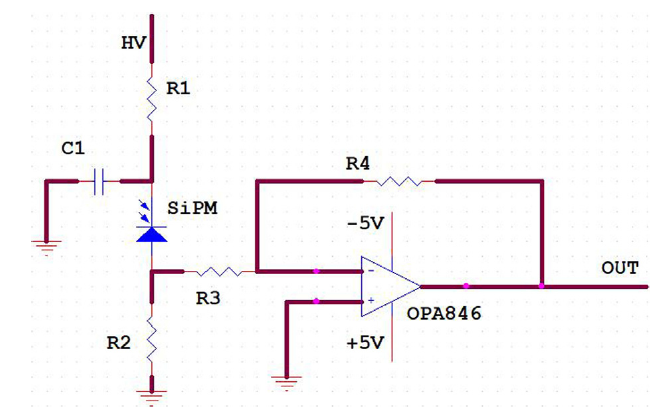 HV
R1
C1
R4
SiPM
-5V
OUT
R3
-
+
OPA846
R2
+5V